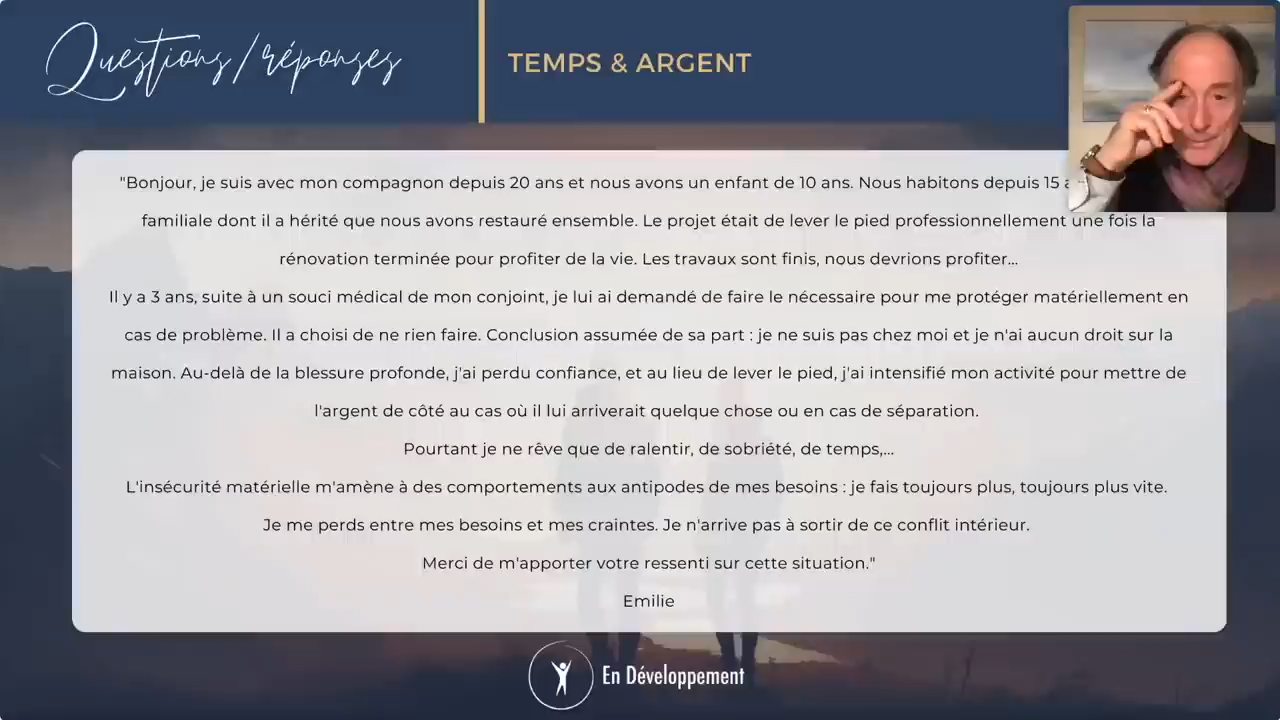 Questions/réponses
TEMPS & ARGENT
"Bonjour, je suis avec mon compagnon depuis 20 ans et nous avons un enfant de 10 ans. Nous habitons depuis 15
familiale dont il a hérité que nous avons restauré ensemble. Le projet était de lever le pied professionnellement une fois la
rénovation terminée pour profiter de la vie. Les travaux sont finis, nous devrions profiter...
Il y a 3 ans, suite à un souci médical de mon conjoint, je lui ai demandé de faire le nécessaire pour me protéger matériellement en
cas de problème. Il a choisi de ne rien faire. Conclusion assumée de sa part : je ne suis pas chez moi et je n'ai aucun droit sur la
maison. Au-delà de la blessure profonde, j'ai perdu confiance, et au lieu de lever le pied, j'ai intensifié mon activité pour mettre de
l'argent de côté au cas où il lui arriverait quelque chose ou en cas de séparation.
Pourtant je ne rêve que de ralentir, de sobriété, de temps,...
L'insécurité matérielle m'amène à des comportements aux antipodes de mes besoins : je fais toujours plus, toujours plus vite.
Je me perds entre mes besoins et mes craintes. Je n'arrive pas à sortir de ce conflit intérieur.
Merci de m'apporter votre ressenti sur cette situation."
Emilie
En Développement